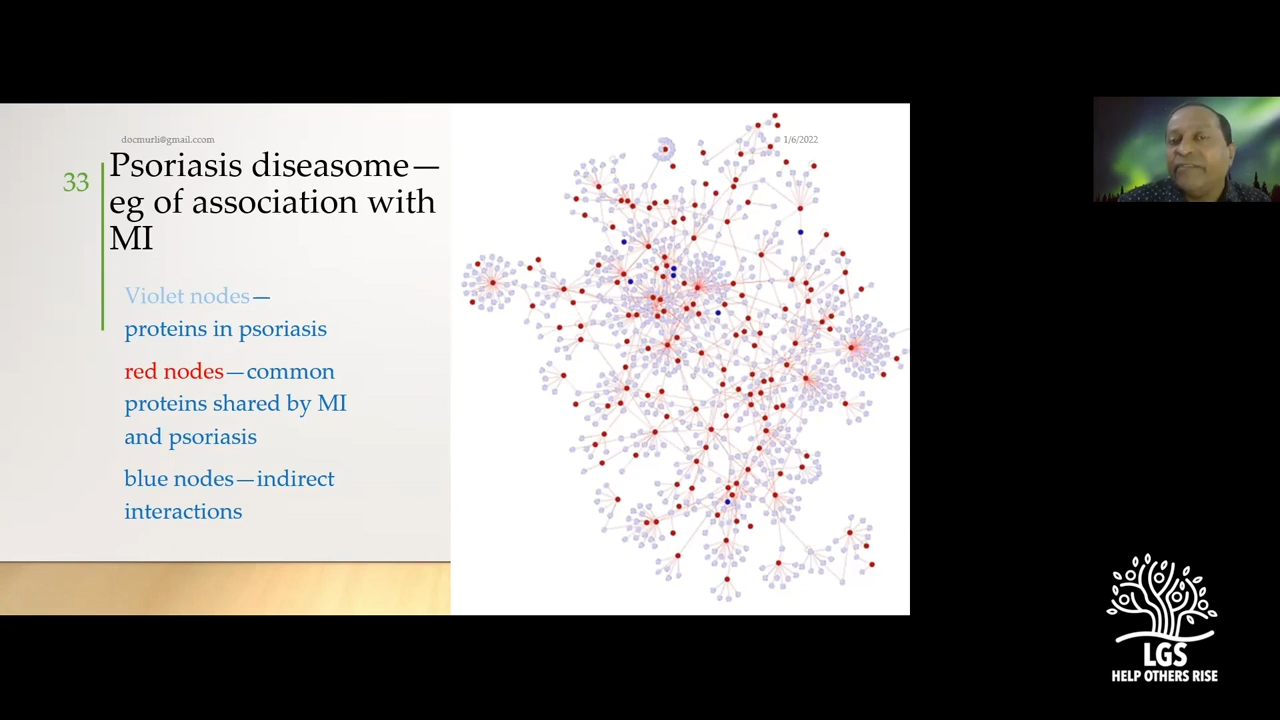 docmurli@gmail.ccom
1/6/2022
33
Psoriasis diseasome—
eg of association with
MI
Violet nodes—
proteins in psoriasis
red nodes—common
proteins shared by MI
and psoriasis
blue nodes—indirect
interactions
LGS
HELP OTHERS RISE